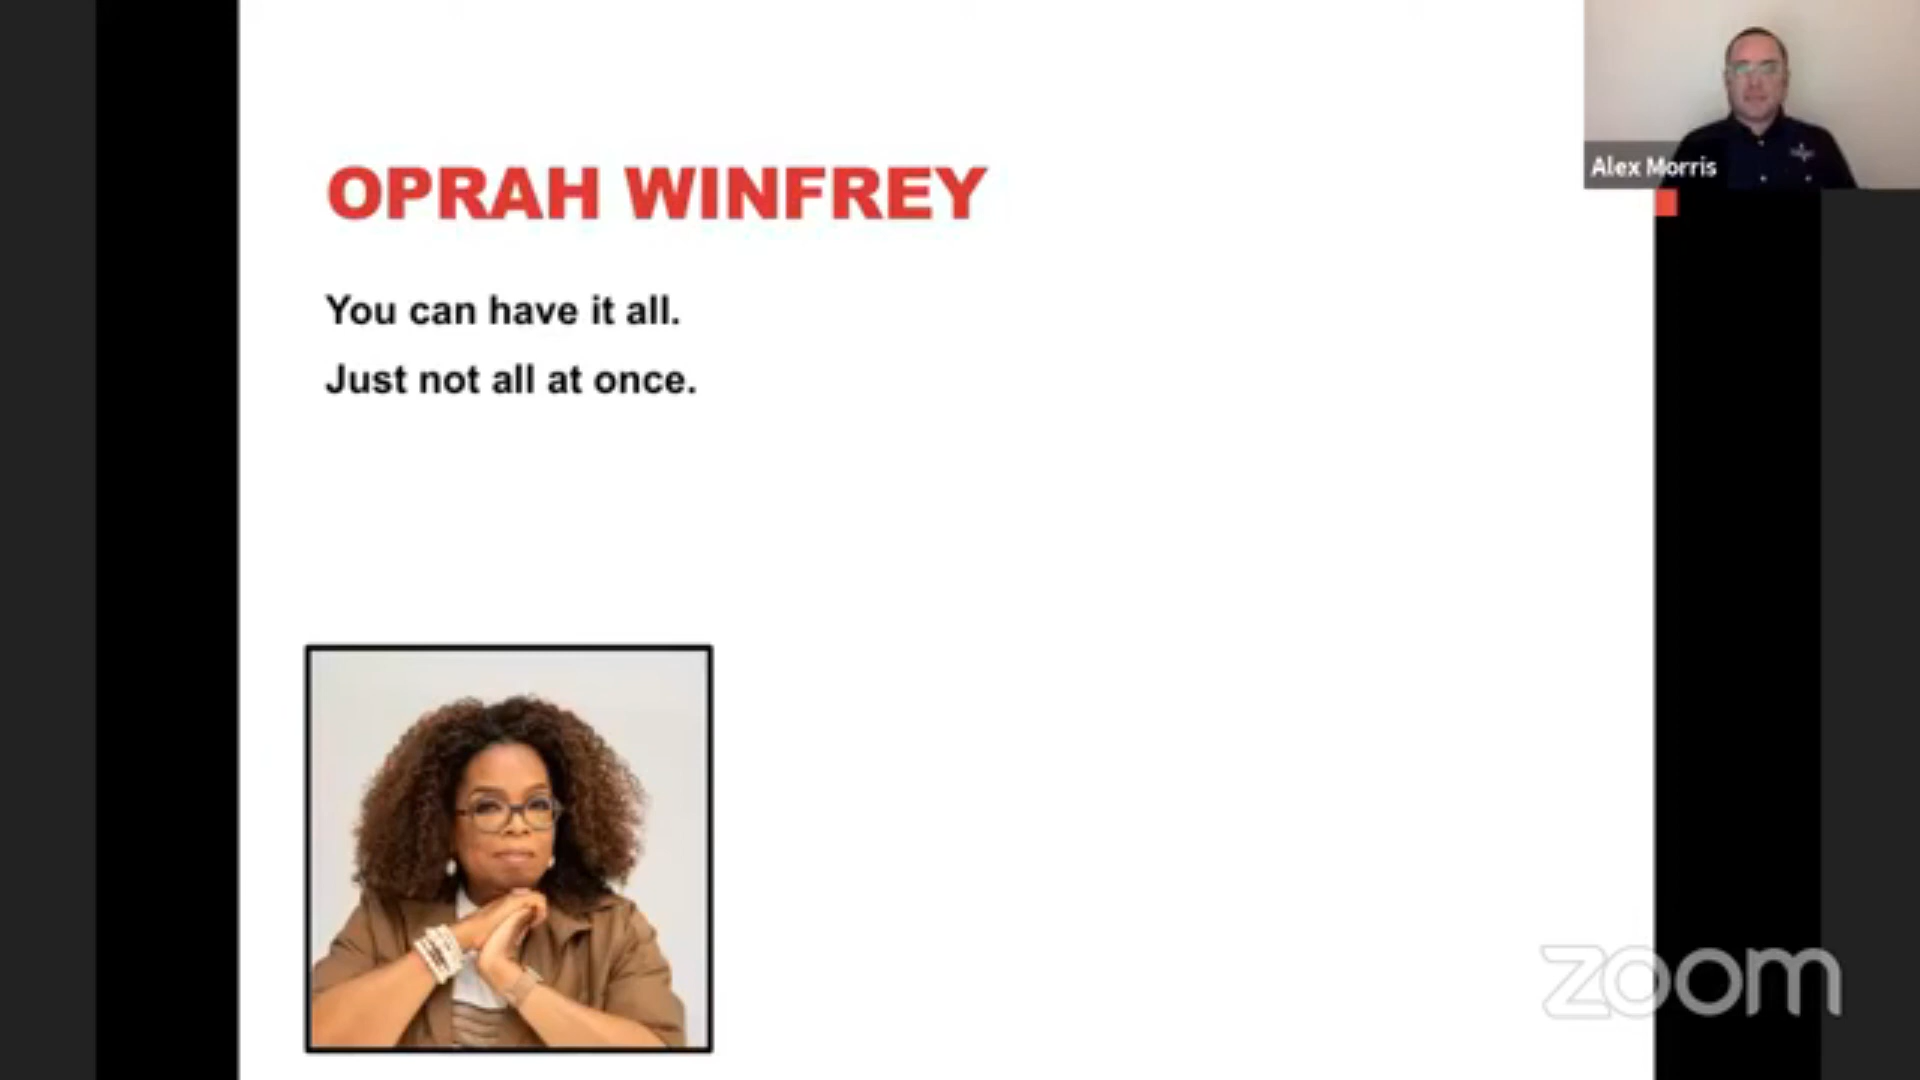 OPRAH WINFREY
You can have it all.
Just not all at once.
Alex Morris
zoom